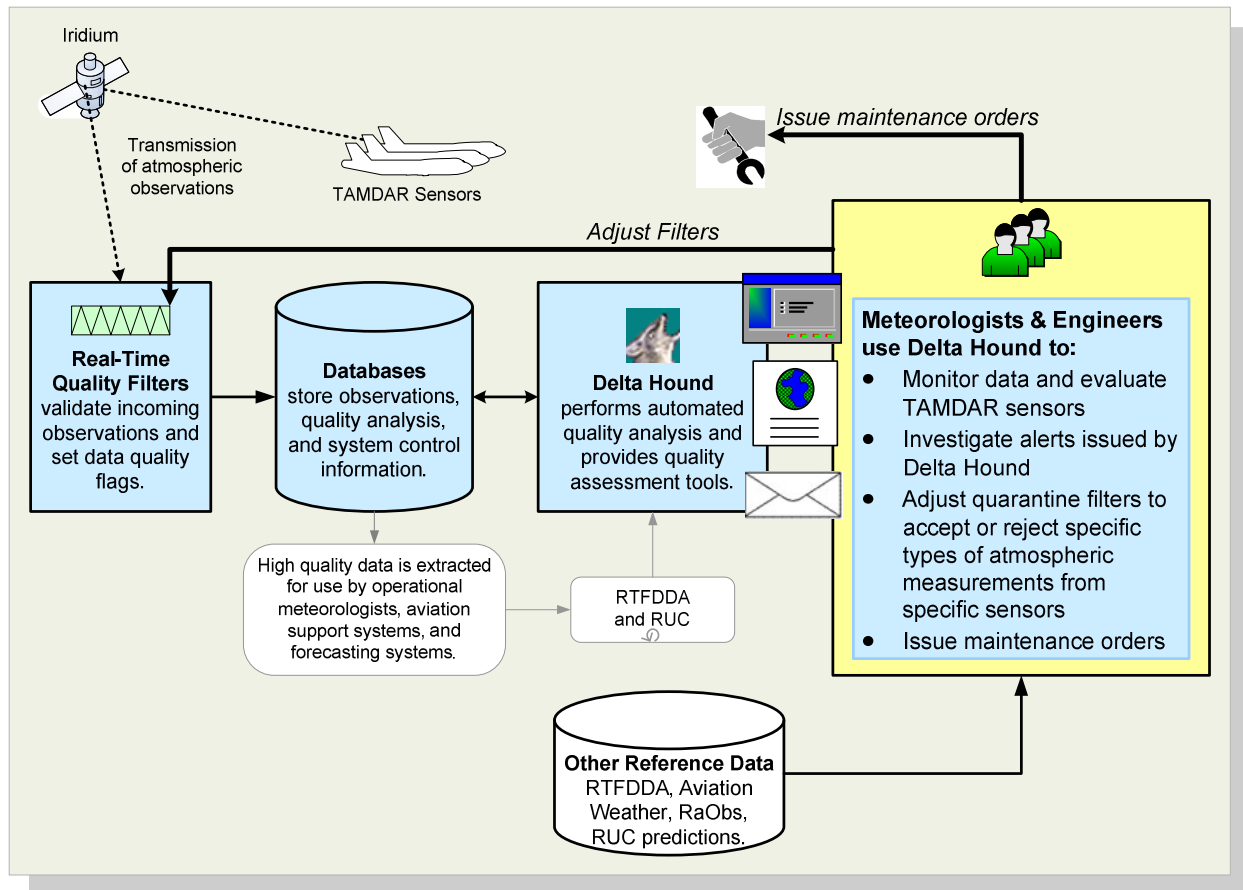 Iridium
Transmission
of atmospheric
observations
TAMDAR Sensors
Issue maintenance orders
Adjust Filters
Real-Time
Quality Filters
validate incoming
observations and
set data quality
flags.
Databases
store observations,
quality analysis,
and system control
information.
Delta Hound
performs automated
quality analysis and
provides quality
assessment tools.
Meteorologists & Engineers
use Delta Hound to:
● Monitor data and evaluate
TAMDAR sensors
● Investigate alerts issued by
Delta Hound
● Adjust quarantine filters to
accept or reject specific
types of atmospheric
measurements from
specific sensors
● Issue maintenance orders
High quality data is extracted
for use by operational
meteorologists, aviation
support systems, and
forecasting systems.
RTFDDA
and RUC
Other Reference Data
RTFDDA, Aviation
Weather, RaObs,
RUC predictions.